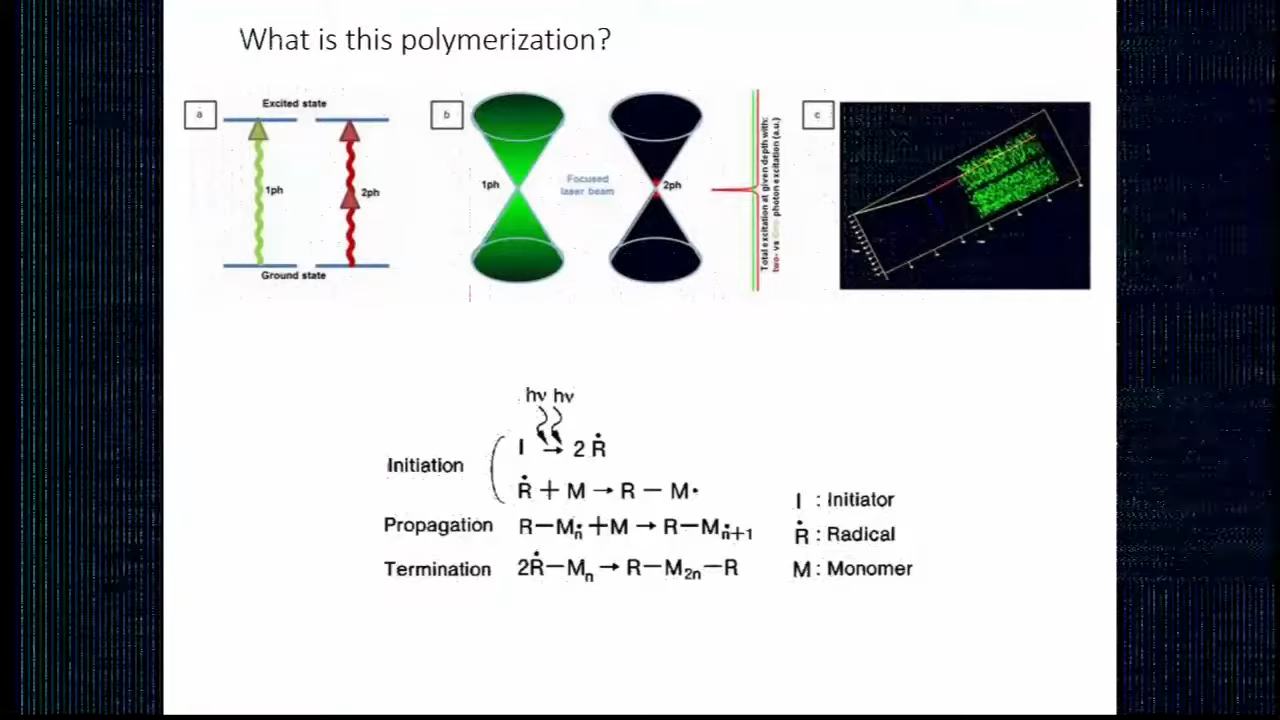 What is this polymerization?
a
Excited state
1ph
2ph
Ground state
b
1ph
Focused
laser beam
2ph
Total excitation at given depth with:
two- vs One- photon excitation (a.u.)
c
hν hν
Initiation
I → 2 Ṙ
Ṙ + M → R — M·
Propagation
R—Mṅ + M → R—Mṅ+1
Termination
2Ṙ—Mn → R—M2n—R
I : Initiator
Ṙ : Radical
M : Monomer